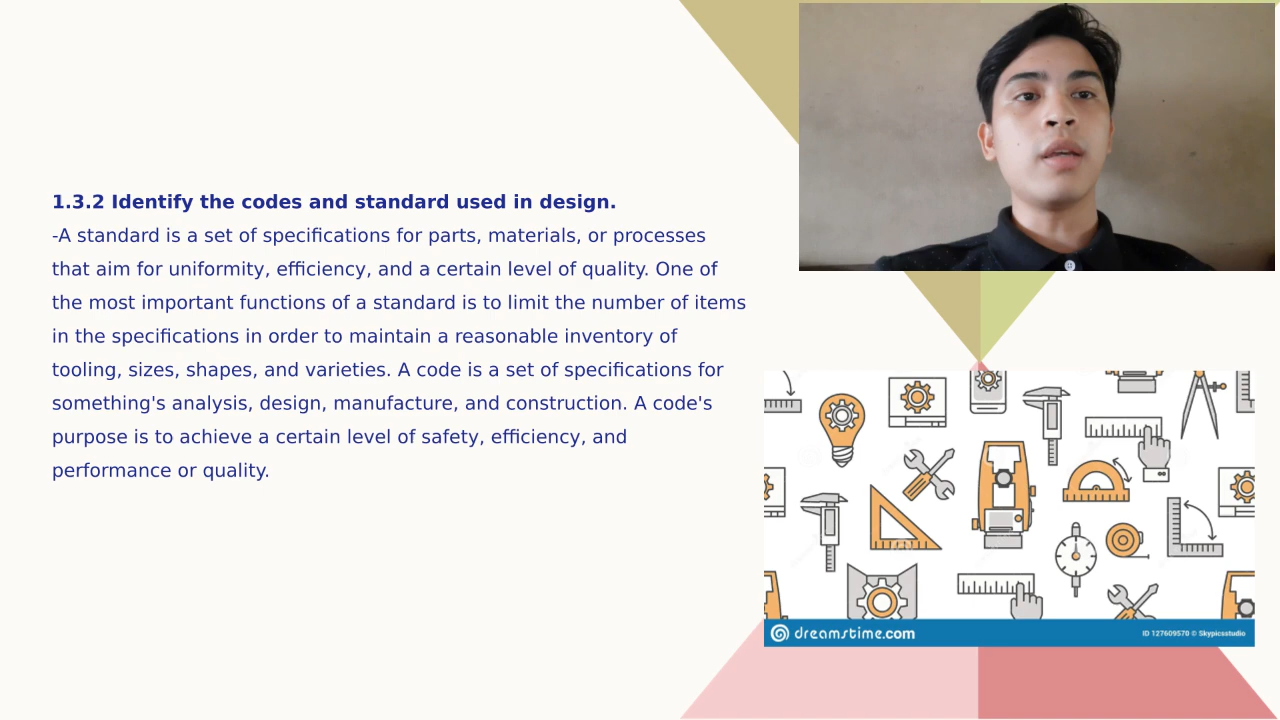 1.3.2 Identify the codes and standard used in design.
-A standard is a set of specifications for parts, materials, or processes
that aim for uniformity, efficiency, and a certain level of quality. One of
the most important functions of a standard is to limit the number of items
in the specifications in order to maintain a reasonable inventory of
tooling, sizes, shapes, and varieties. A code is a set of specifications for
something's analysis, design, manufacture, and construction. A code's
purpose is to achieve a certain level of safety, efficiency, and
performance or quality.
dreamstime.com
ID 127609570 © Skypicsstudio